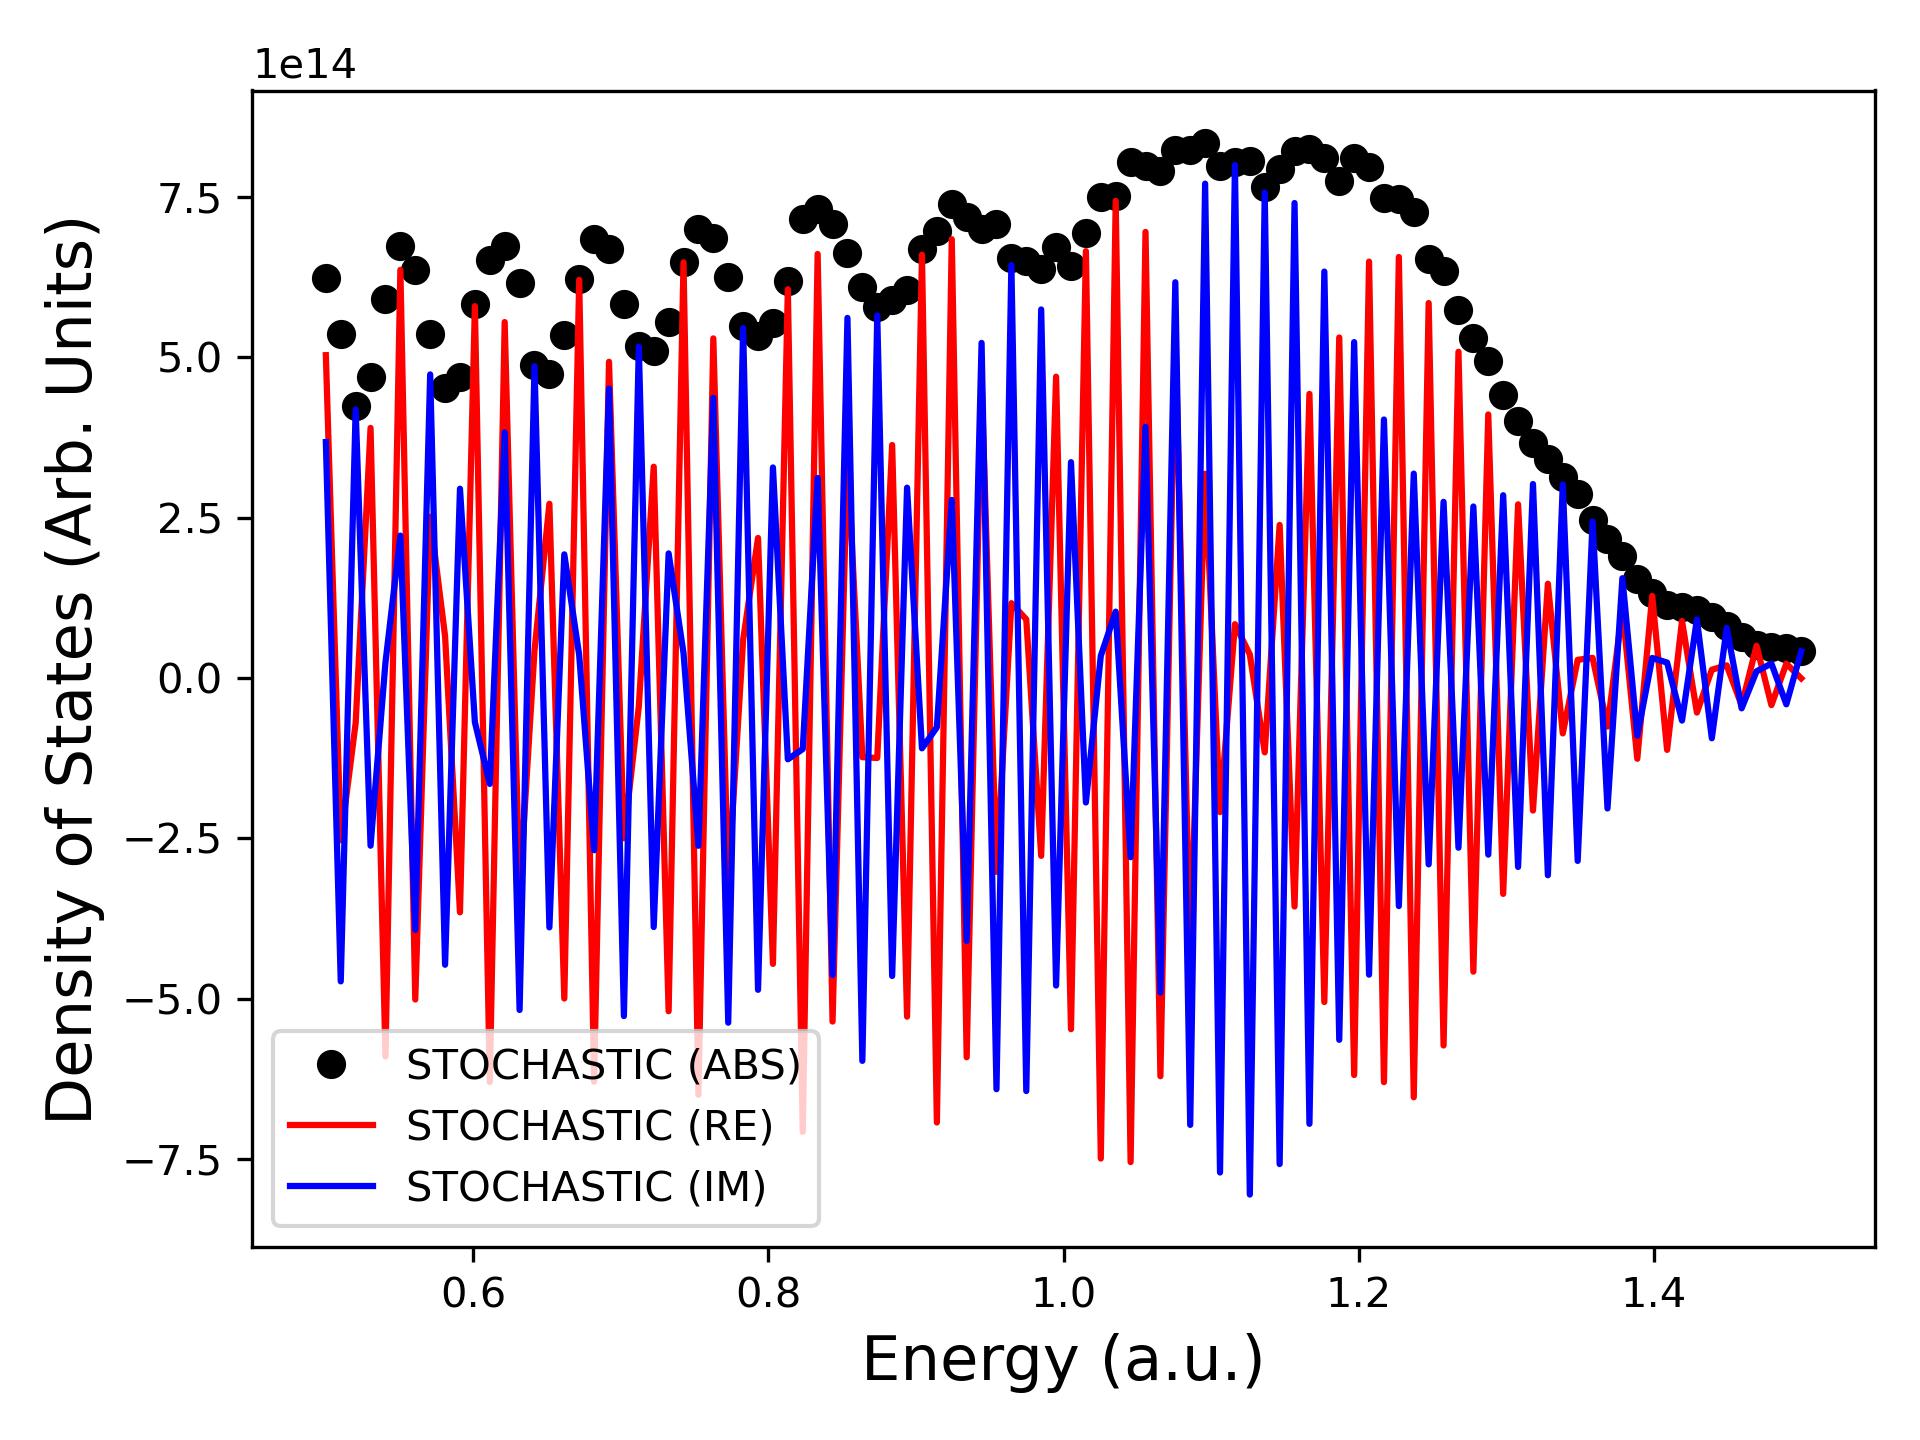 1e14
Density of States (Arb. Units)
7.5
5.0
2.5
0.0
−2.5
−5.0
−7.5
STOCHASTIC (ABS)
STOCHASTIC (RE)
STOCHASTIC (IM)
0.6 0.8 1.0 1.2 1.4
Energy (a.u.)